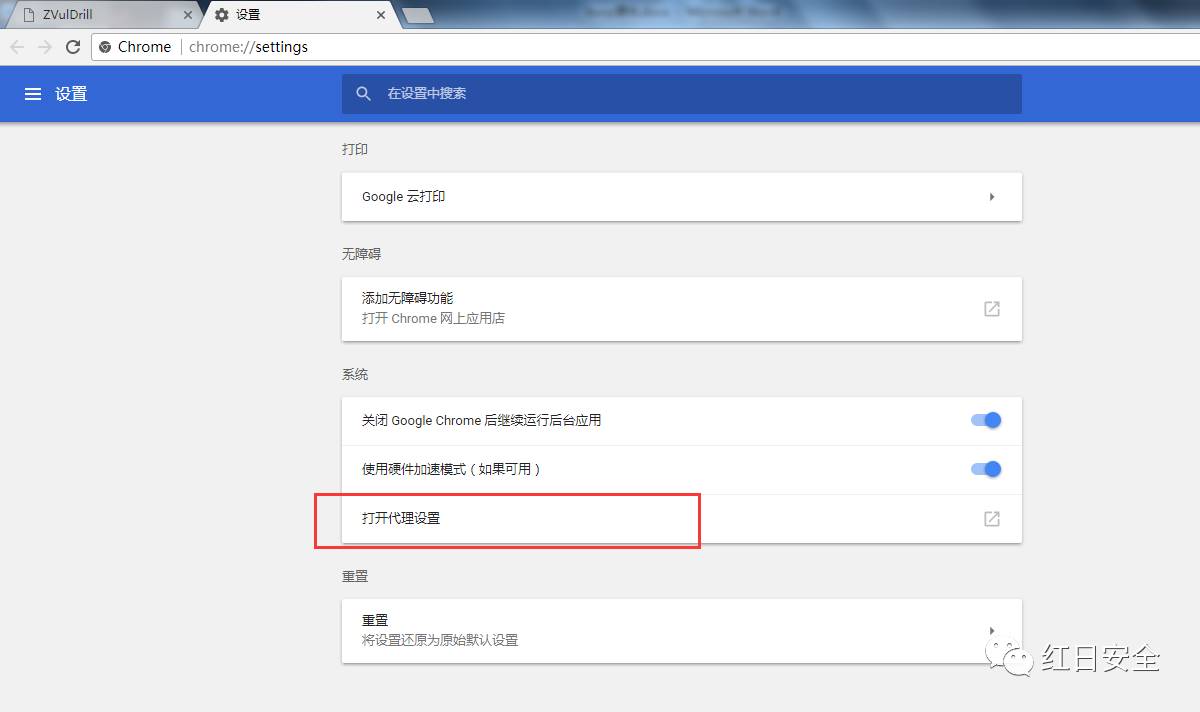 ZVulDrill
设置
Chrome
chrome://settings
设置
在设置中搜索
打印
Google 云打印
无障碍
添加无障碍功能
打开 Chrome 网上应用店
系统
关闭 Google Chrome 后继续运行后台应用
使用硬件加速模式（如果可用）
打开代理设置
重置
重置
将设置还原为原始默认设置
红日安全